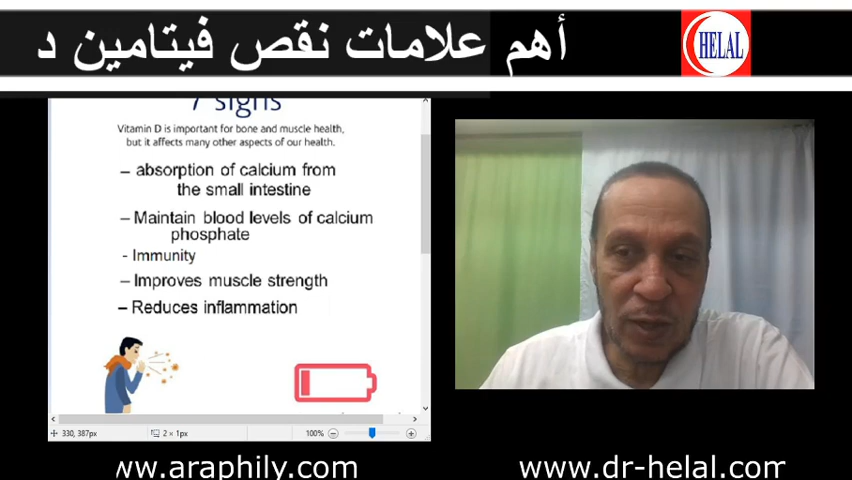 أهم علامات نقص فيتامين د
HELAL
7 signs
Vitamin D is important for bone and muscle health,
but it affects many other aspects of our health.
– absorption of calcium from
the small intestine
– Maintain blood levels of calcium
phosphate
- Immunity
– Improves muscle strength
– Reduces inflammation
330, 387px
2 × 1px
100%
ww.araphily.com
www.dr-helal.com